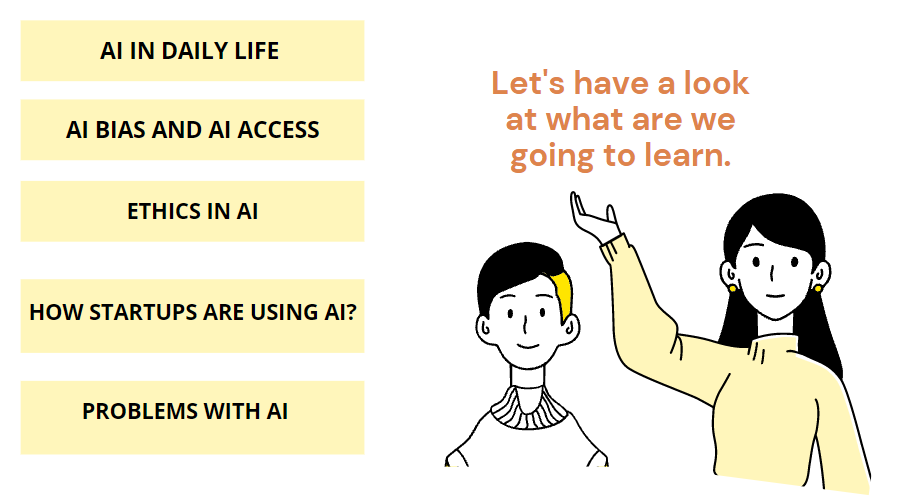 AI IN DAILY LIFE
AI BIAS AND AI ACCESS
ETHICS IN AI
HOW STARTUPS ARE USING AI?
PROBLEMS WITH AI
Let's have a look
at what are we
going to learn.